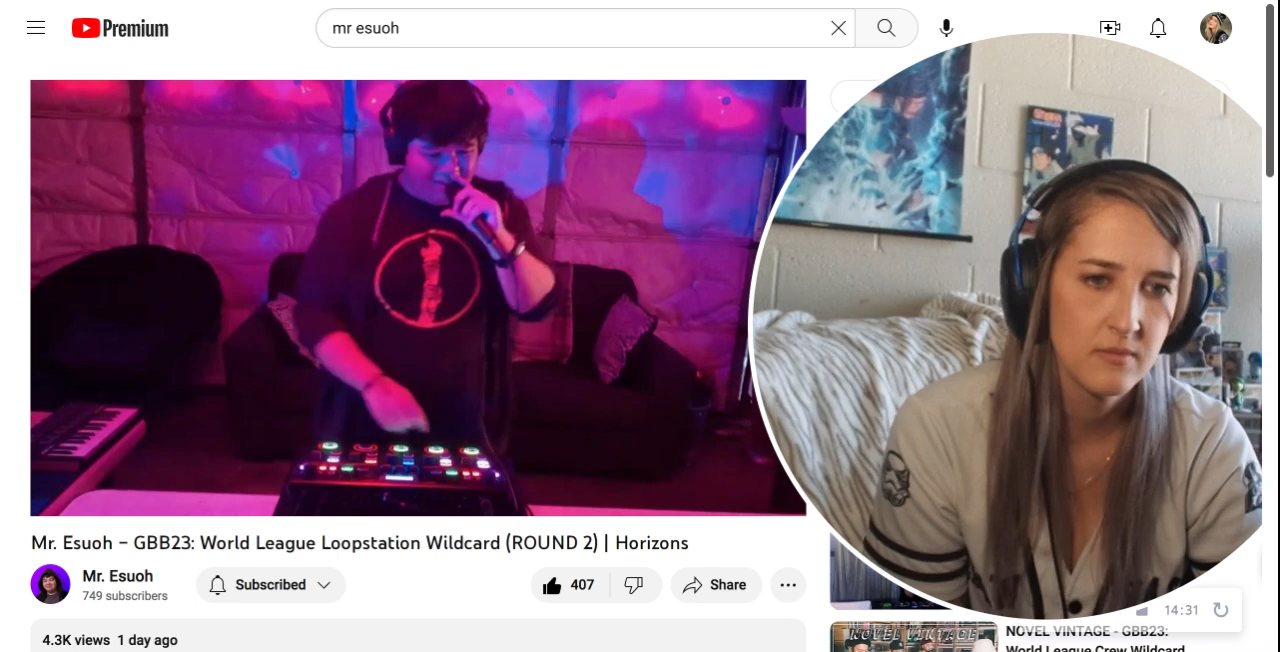 Premium
mr esuoh
Mr. Esuoh – GBB23: World League Loopstation Wildcard (ROUND 2) | Horizons
Mr. Esuoh
749 subscribers
Subscribed
407
Share
4.3K views 1 day ago
14:31
NOVEL VINTAGE
NOVEL VINTAGE - GBB23:
World League Crew Wildcard